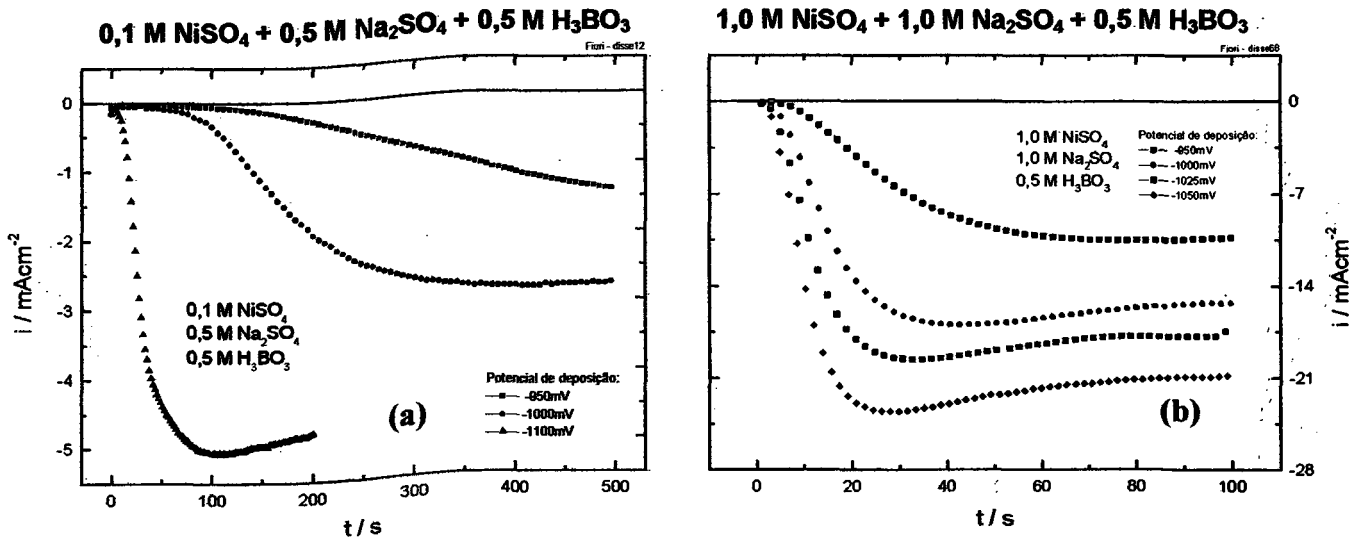 0,1 M NiSO₄ + 0,5 M Na₂SO₄ + 0,5 M H₃BO₃
Fiori - disse12
0
-1
-2
-3
-4
-5
i / mAcm⁻²
0,1 M NiSO₄
0,5 M Na₂SO₄
0,5 M H₃BO₃
Potencial de deposição:
-950mV
-1000mV
-1100mV
(a)
0 100 200 300 400 500
t / s
1,0 M NiSO₄ + 1,0 M Na₂SO₄ + 0,5 M H₃BO₃
Fiori - disse68
1,0 M NiSO₄
1,0 M Na₂SO₄
0,5 M H₃BO₃
Potencial de deposição:
-950mV
-1000mV
-1025mV
-1050mV
(b)
0
-7
-14
-21
-28
i / mAcm⁻²
0 20 40 60 80 100
t / s